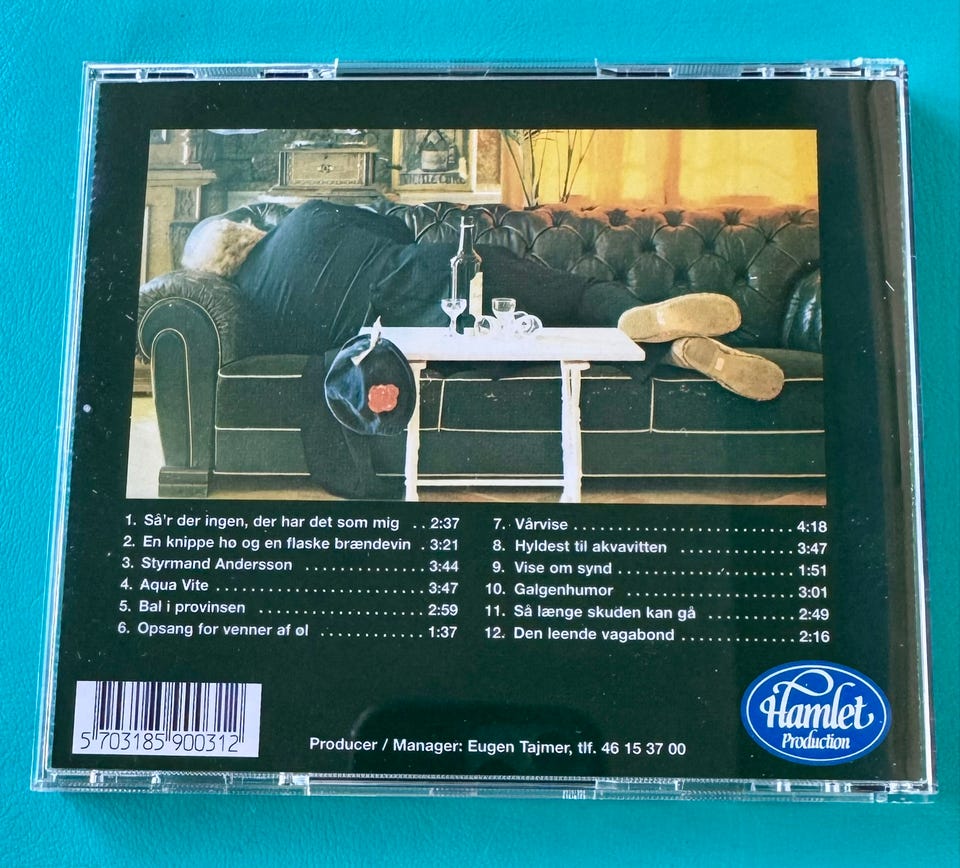 1. Så'r der ingen, der har det som mig .. 2:37
2. En knippe hø og en flaske brændevin . 3:21
3. Styrmand Andersson ............ 3:44
4. Aqua Vite ..................... 3:47
5. Bal i provinsen ................. 2:59
6. Opsang for venner af øl ............ 1:37
7. Vårvise ...................... 4:18
8. Hyldest til akvavitten ........... 3:47
9. Vise om synd .................. 1:51
10. Galgenhumor ................. 3:01
11. Så længe skuden kan gå .......... 2:49
12. Den leende vagabond ............ 2:16
5 703185 900312
Producer / Manager: Eugen Tajmer, tlf. 46 15 37 00
Hamlet
Production